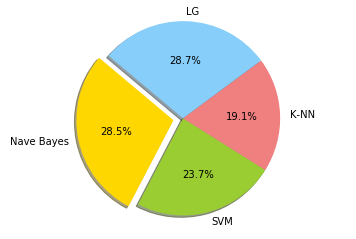 LG
28.7%
19.1%
K-NN
28.5%
Nave Bayes
23.7%
SVM